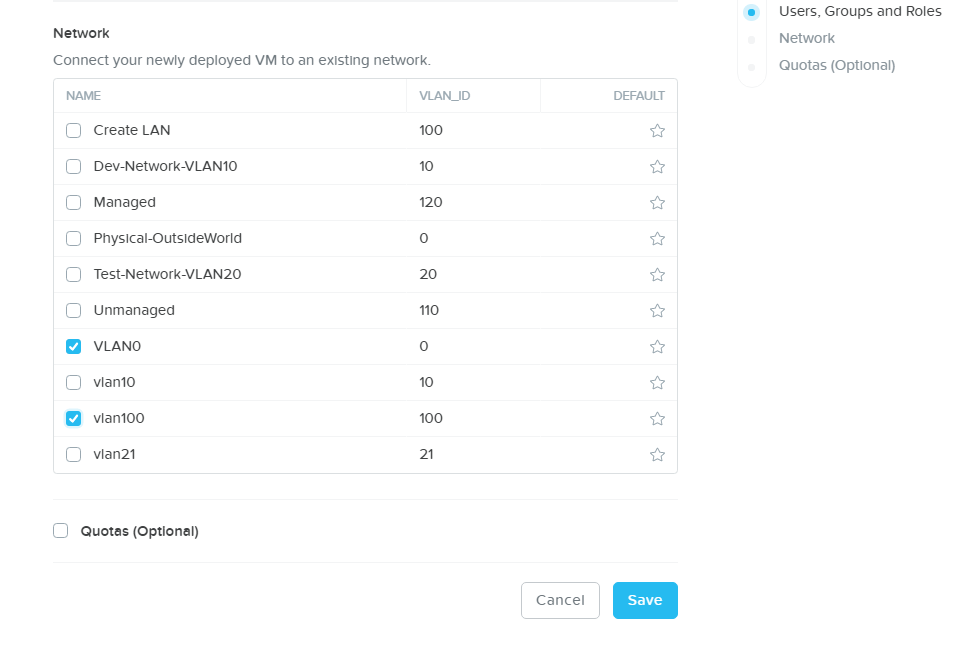 Network
Connect your newly deployed VM to an existing network.
NAME VLAN_ID DEFAULT
Create LAN 100
Dev-Network-VLAN10 10
Managed 120
Physical-OutsideWorld 0
Test-Network-VLAN20 20
Unmanaged 110
VLAN0 0
vlan10 10
vlan100 100
vlan21 21
Quotas (Optional)
Cancel Save
Users, Groups and Roles
Network
Quotas (Optional)